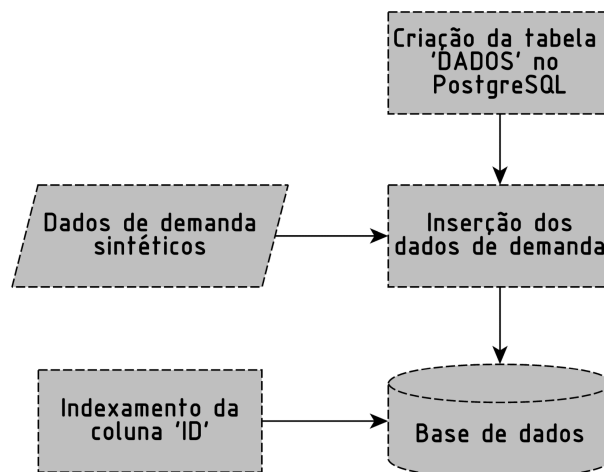 Criação da tabela
'DADOS' no
PostgreSQL
Dados de demanda
sintéticos
Inserção dos
dados de demanda
Indexamento da
coluna 'ID'
Base de dados